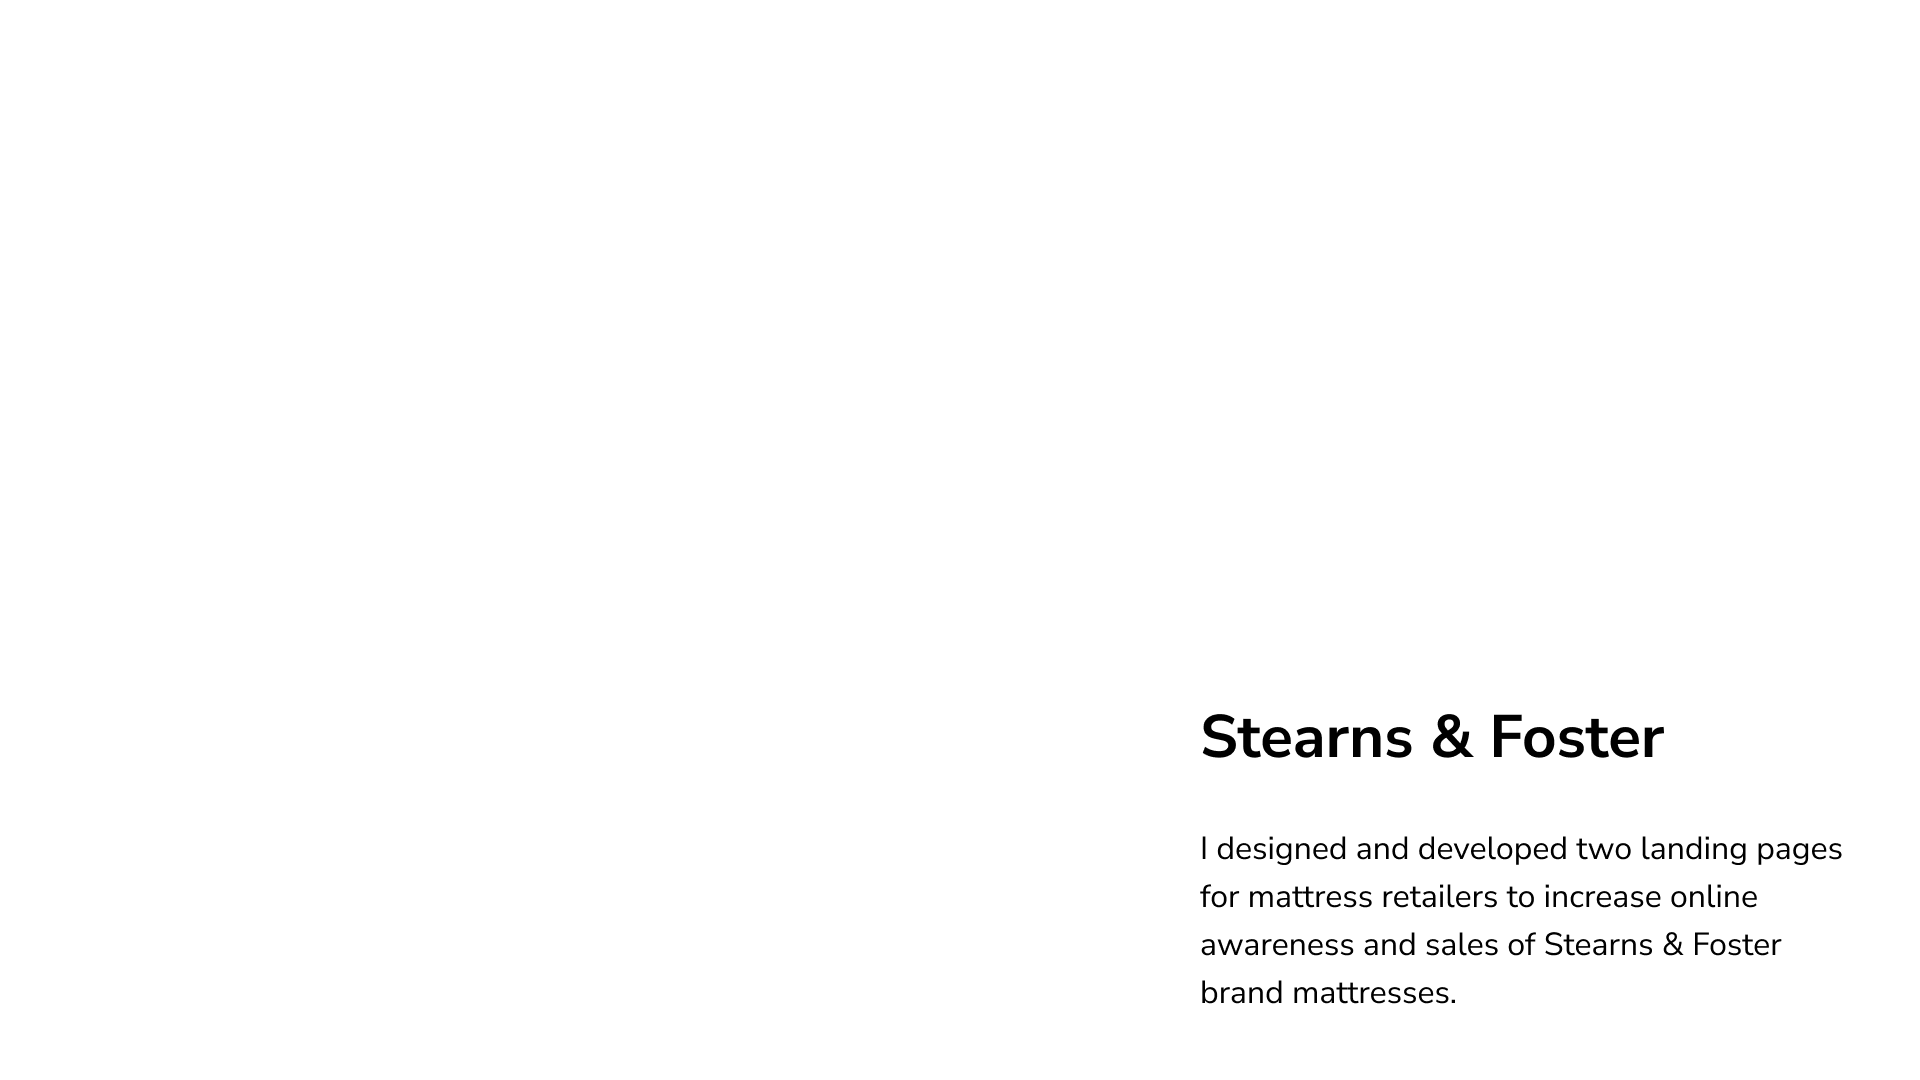 Stearns & Foster
I designed and developed two landing pages
for mattress retailers to increase online
awareness and sales of Stearns & Foster
brand mattresses.